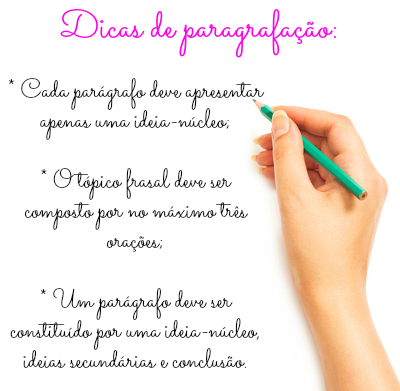 Dicas de paragrafação:
* Cada parágrafo deve apresentar
apenas uma ideia-núcleo;
* O tópico frasal deve ser
composto por no máximo três
orações;
* Um parágrafo deve ser
constituído por uma ideia-núcleo,
ideias secundárias e conclusão.